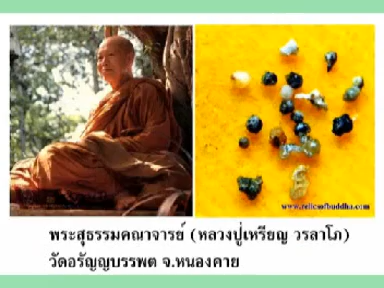 www.relicofbuddha.com
พระสุธรรมคณาจารย์ (หลวงปู่เหรียญ วรลาโภ)
วัดอรัญญบรรพต จ.หนองคาย